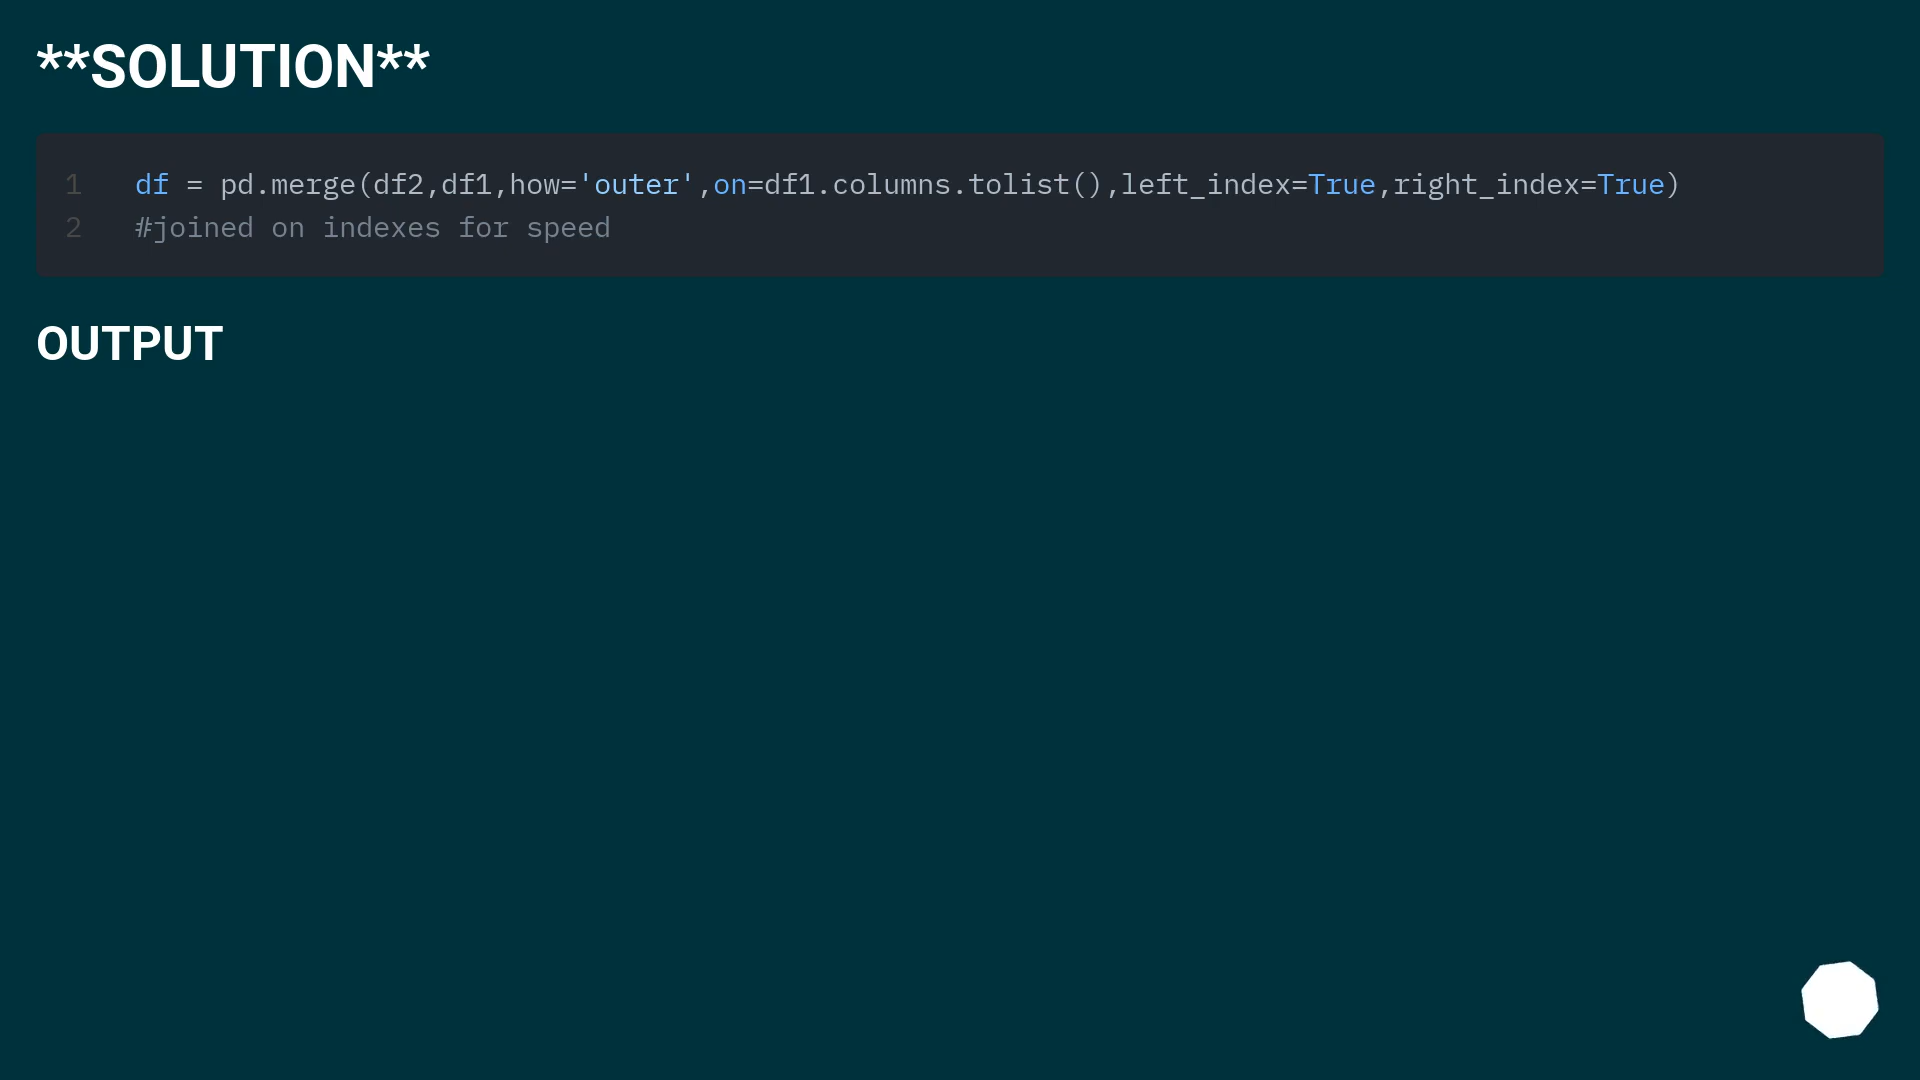 **SOLUTION**
1 df = pd.merge(df2,df1,how='outer',on=df1.columns.tolist(),left_index=True,right_index=True)
2 #joined on indexes for speed
OUTPUT